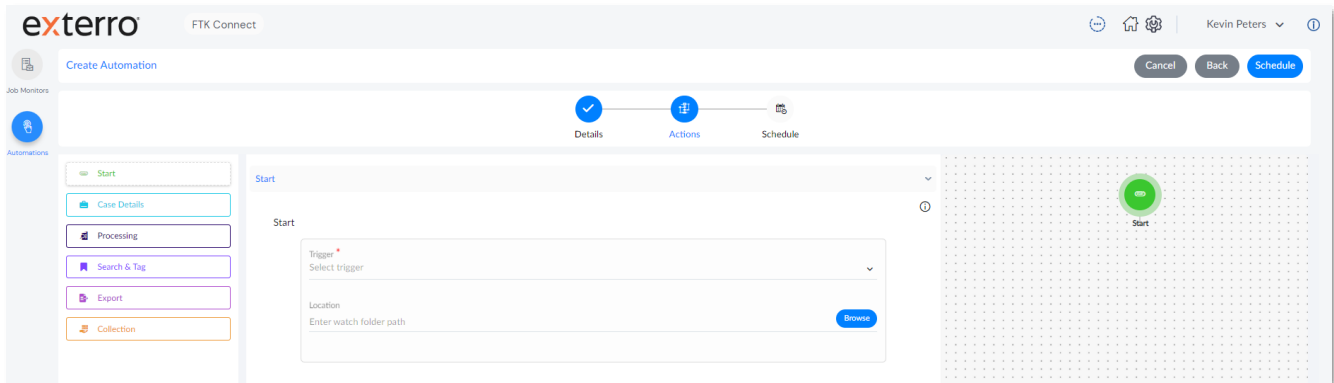 exterro
FTK Connect
Kevin Peters
Job Monitors
Automations
Create Automation
Cancel
Back
Schedule
Details
Actions
Schedule
Start
Case Details
Processing
Search & Tag
Export
Collection
Start
Start
Trigger *
Select trigger
Location
Enter watch folder path
Browse
Start